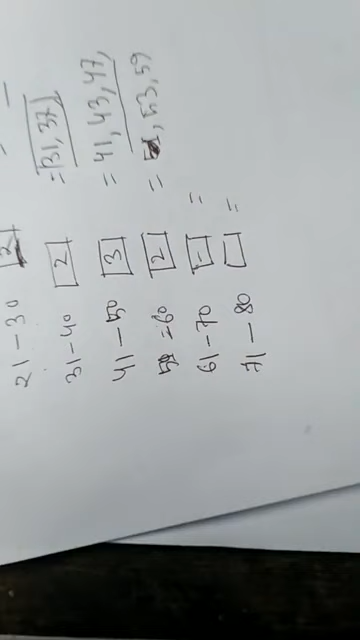 21 - 30 [2]
31 - 40 [2] = 31, 37
41 - 50 [3] = 41, 43, 47,
51 = 60 [2] = 53, 59
61 - 70 [-] =
71 - 80 [ ] =